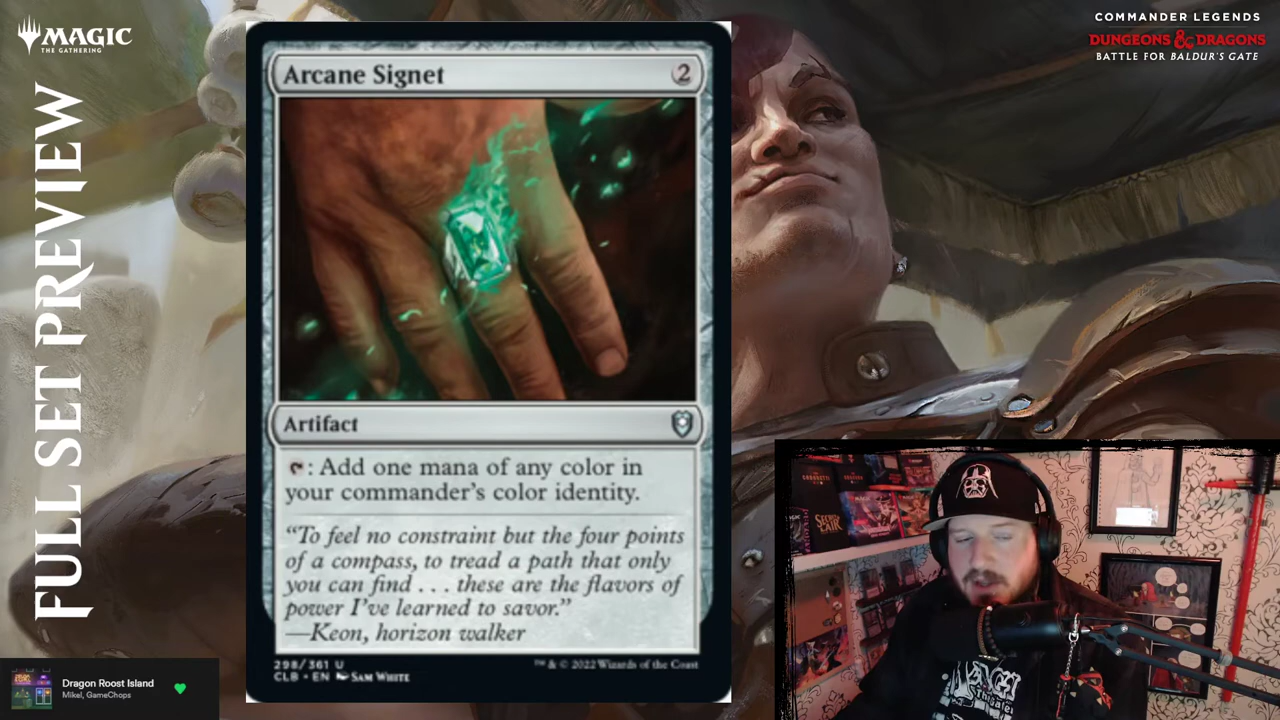 MAGIC
THE GATHERING
FULL SET PREVIEW
COMMANDER LEGENDS
DUNGEONS & DRAGONS
BATTLE FOR BALDUR'S GATE
Arcane Signet 2
Artifact
: Add one mana of any color in
your commander's color identity.
"To feel no constraint but the four points
of a compass, to tread a path that only
you can find . . . these are the flavors of
power I've learned to savor."
—Keon, horizon walker
298/361 U
™ & © 2022 Wizards of the Coast
CLB • EN SAM WHITE
Dragon Roost Island
Mikel, GameChops
SECRET
LAIR